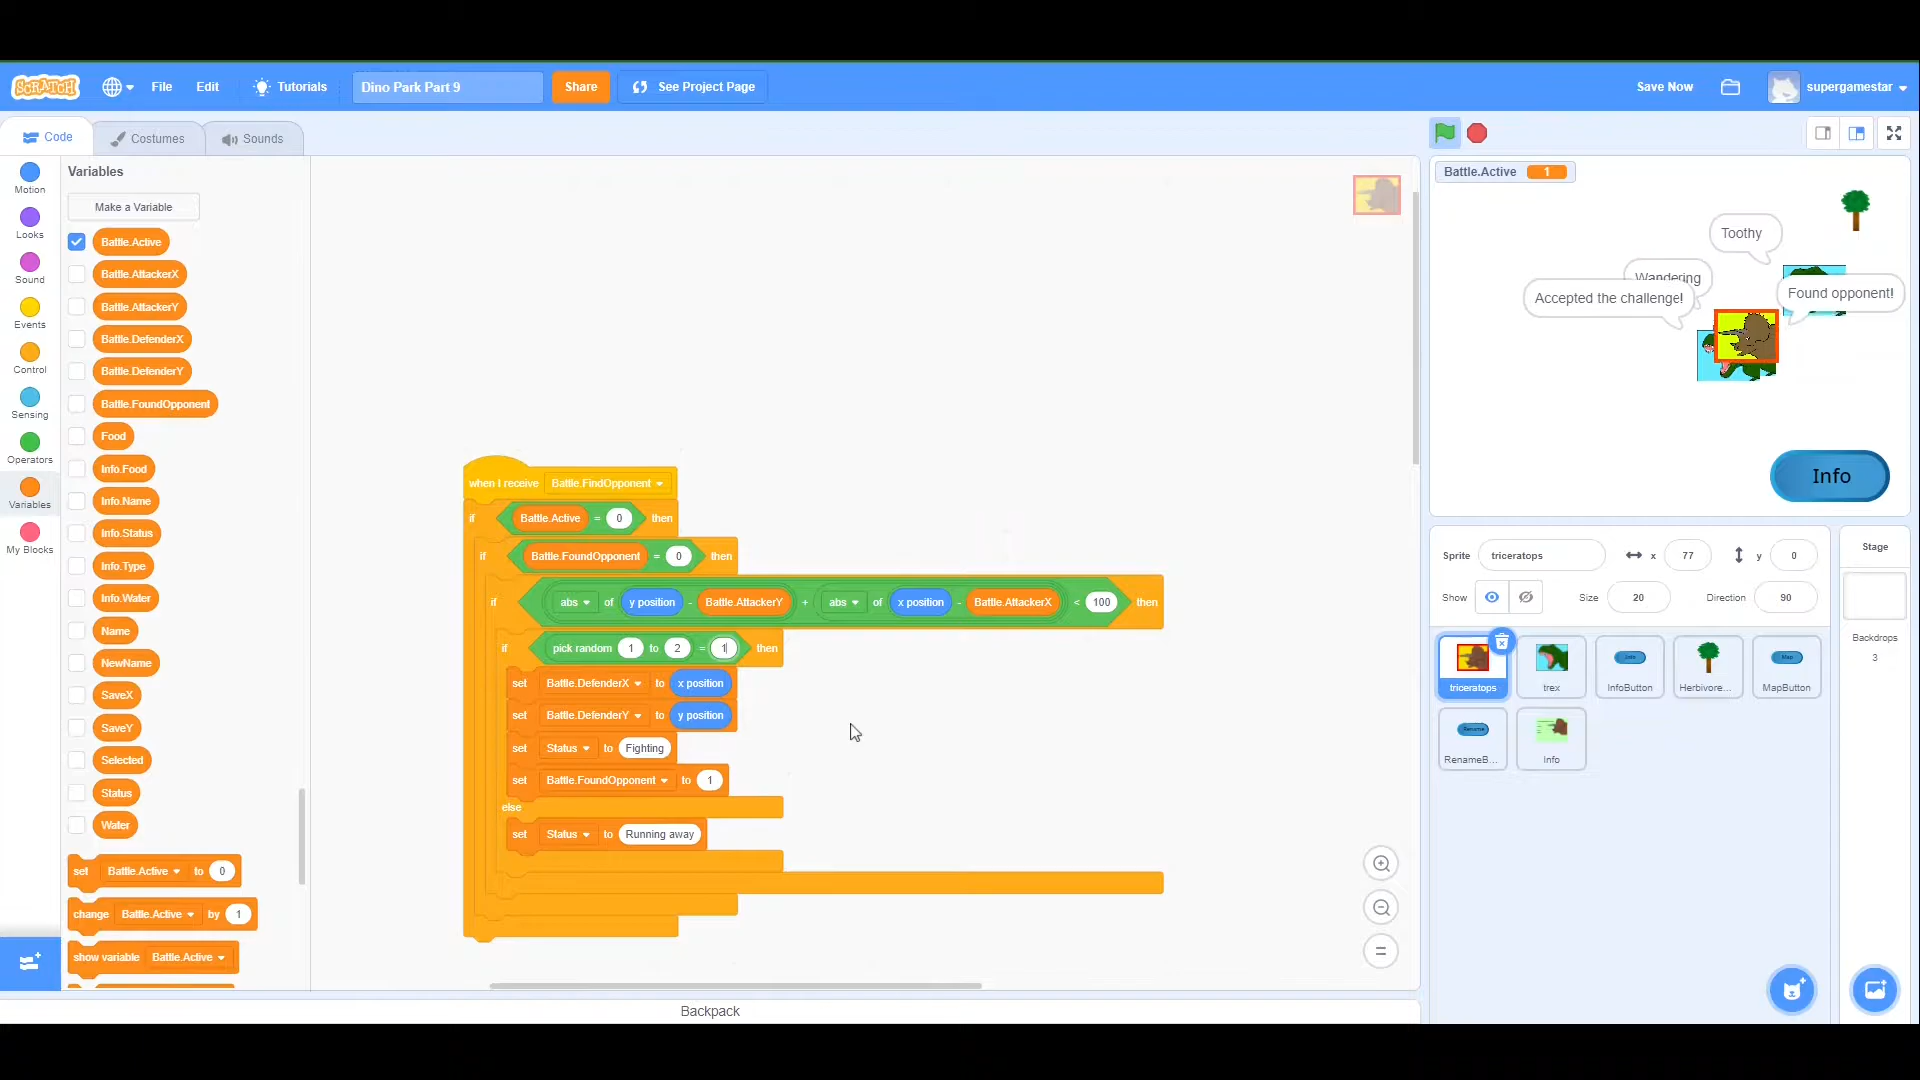 SCRATCH
File
Edit
Tutorials
Dino Park Part 9
Share
See Project Page
Save Now
supergamestar
Code
Costumes
Sounds
Motion
Looks
Sound
Events
Control
Sensing
Operators
Variables
My Blocks
Variables
Make a Variable
Battle.Active
Battle.AttackerX
Battle.AttackerY
Battle.DefenderX
Battle.DefenderY
Battle.FoundOpponent
Food
Info.Food
Info.Name
Info.Status
Info.Type
Info.Water
Name
NewName
SaveX
SaveY
Selected
Status
Water
set Battle.Active to 0
change Battle.Active by 1
show variable Battle.Active
when I receive Battle.FindOpponent
if Battle.Active = 0 then
if Battle.FoundOpponent = 0 then
if abs of y position - Battle.AttackerY + abs of x position - Battle.AttackerX < 100 then
if pick random 1 to 2 = 1 then
set Battle.DefenderX to x position
set Battle.DefenderY to y position
set Status to Fighting
set Battle.FoundOpponent to 1
else
set Status to Running away
Backpack
Battle.Active 1
Toothy
Wandering
Accepted the challenge!
Found opponent!
Info
Sprite triceratops x 77 y 0
Show Size 20 Direction 90
triceratops
trex
Info
InfoButton
Herbivore...
Map
MapButton
Rename
RenameB...
Info
Stage
Backdrops
3